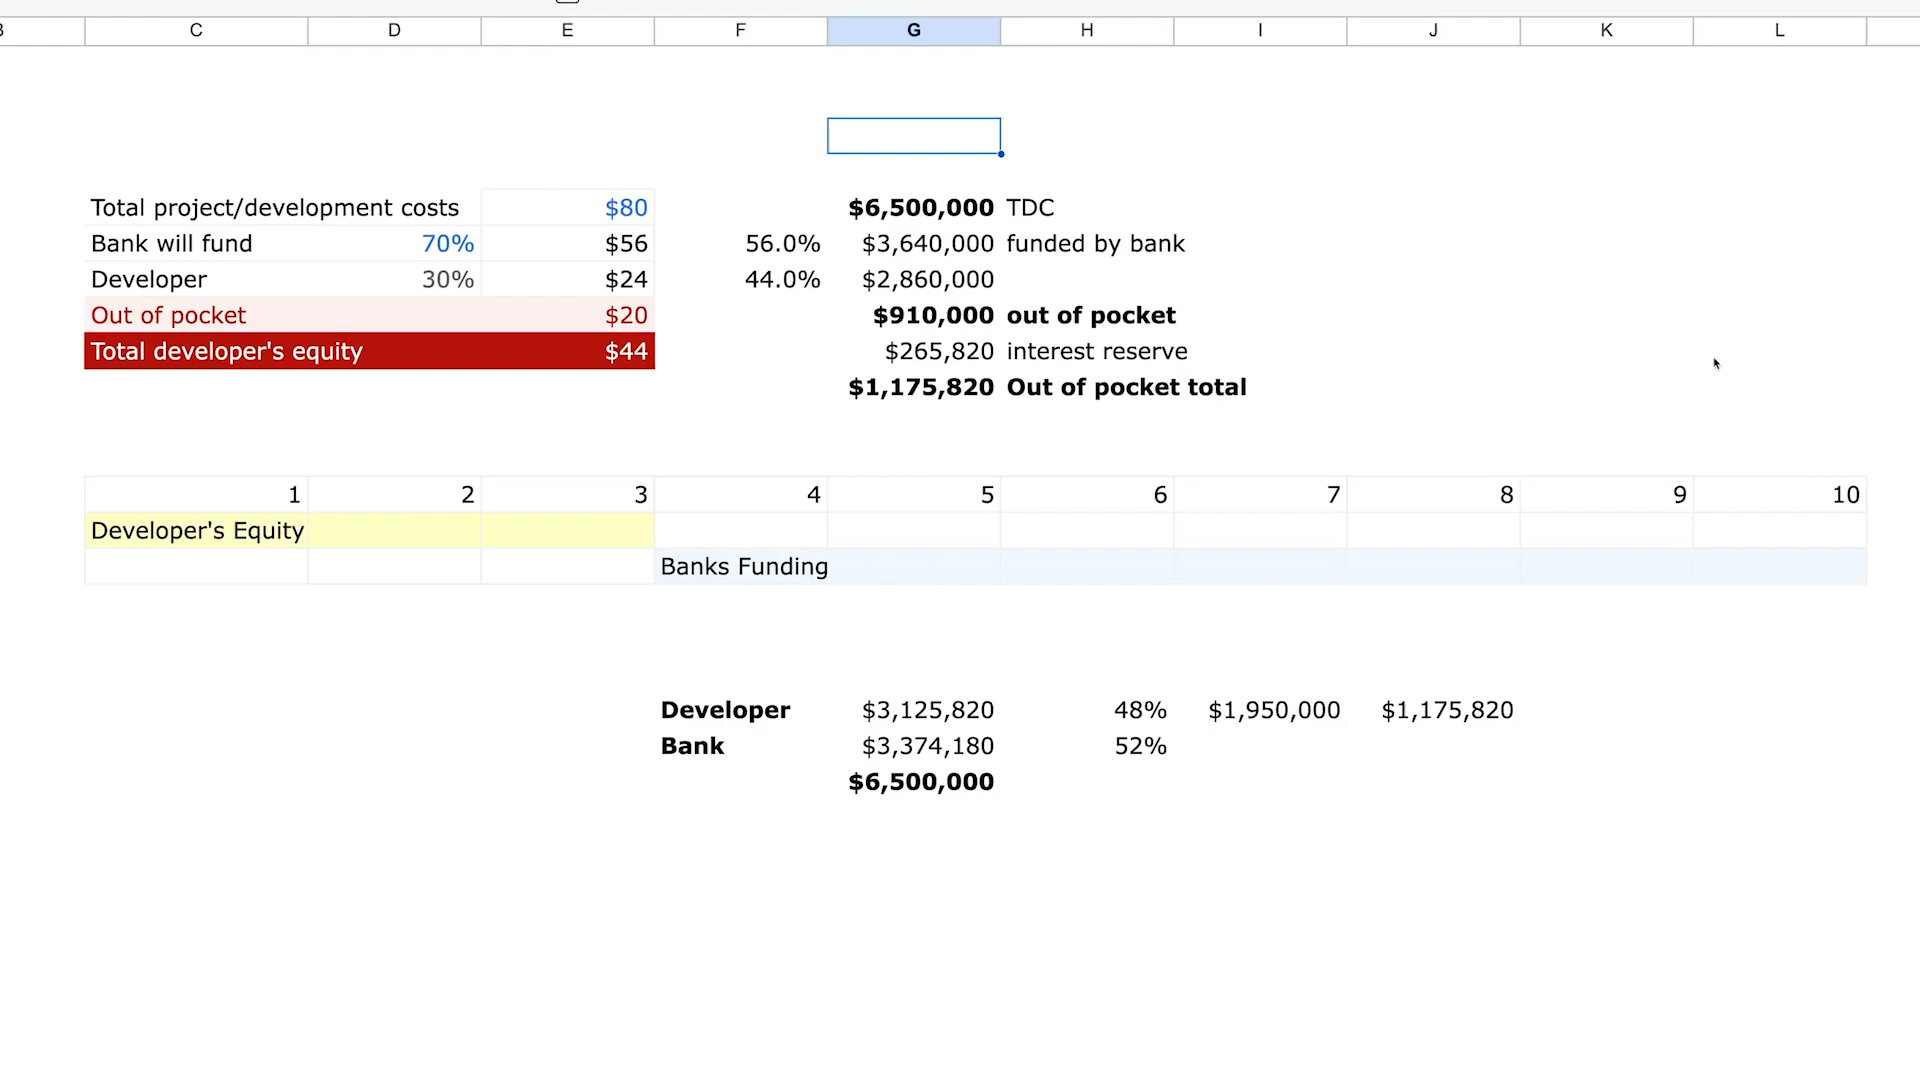 C D E F G H I J K L
Total project/development costs $80 $6,500,000 TDC
Bank will fund 70% $56 56.0% $3,640,000 funded by bank
Developer 30% $24 44.0% $2,860,000
Out of pocket $20 $910,000 out of pocket
Total developer's equity $44 $265,820 interest reserve
$1,175,820 Out of pocket total
1 2 3 4 5 6 7 8 9 10
Developer's Equity
Banks Funding
Developer $3,125,820 48% $1,950,000 $1,175,820
Bank $3,374,180 52%
$6,500,000